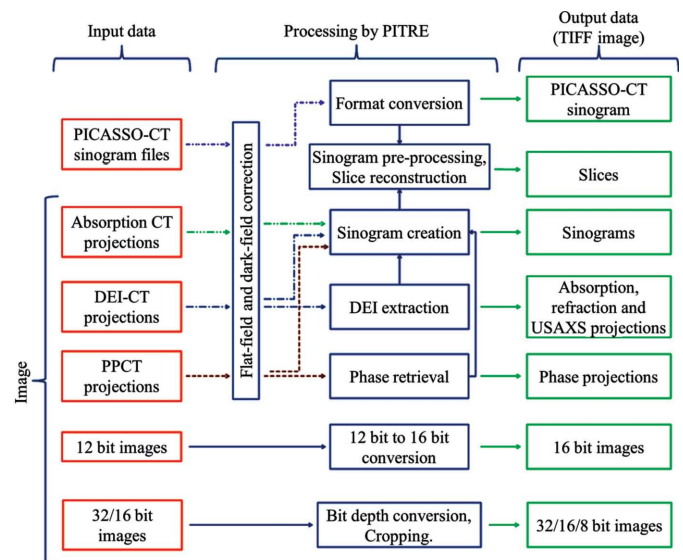 Input data
Processing by PITRE
Output data
(TIFF image)
PICASSO-CT
sinogram files
Format conversion
PICASSO-CT
sinogram
Flat-field and dark-field correction
Sinogram pre-processing,
Slice reconstruction
Slices
Absorption CT
projections
Sinogram creation
Sinograms
DEI-CT
projections
DEI extraction
Absorption,
refraction and
USAXS projections
Image
PPCT
projections
Phase retrieval
Phase projections
12 bit images
12 bit to 16 bit
conversion
16 bit images
32/16 bit
images
Bit depth conversion,
Cropping.
32/16/8 bit images